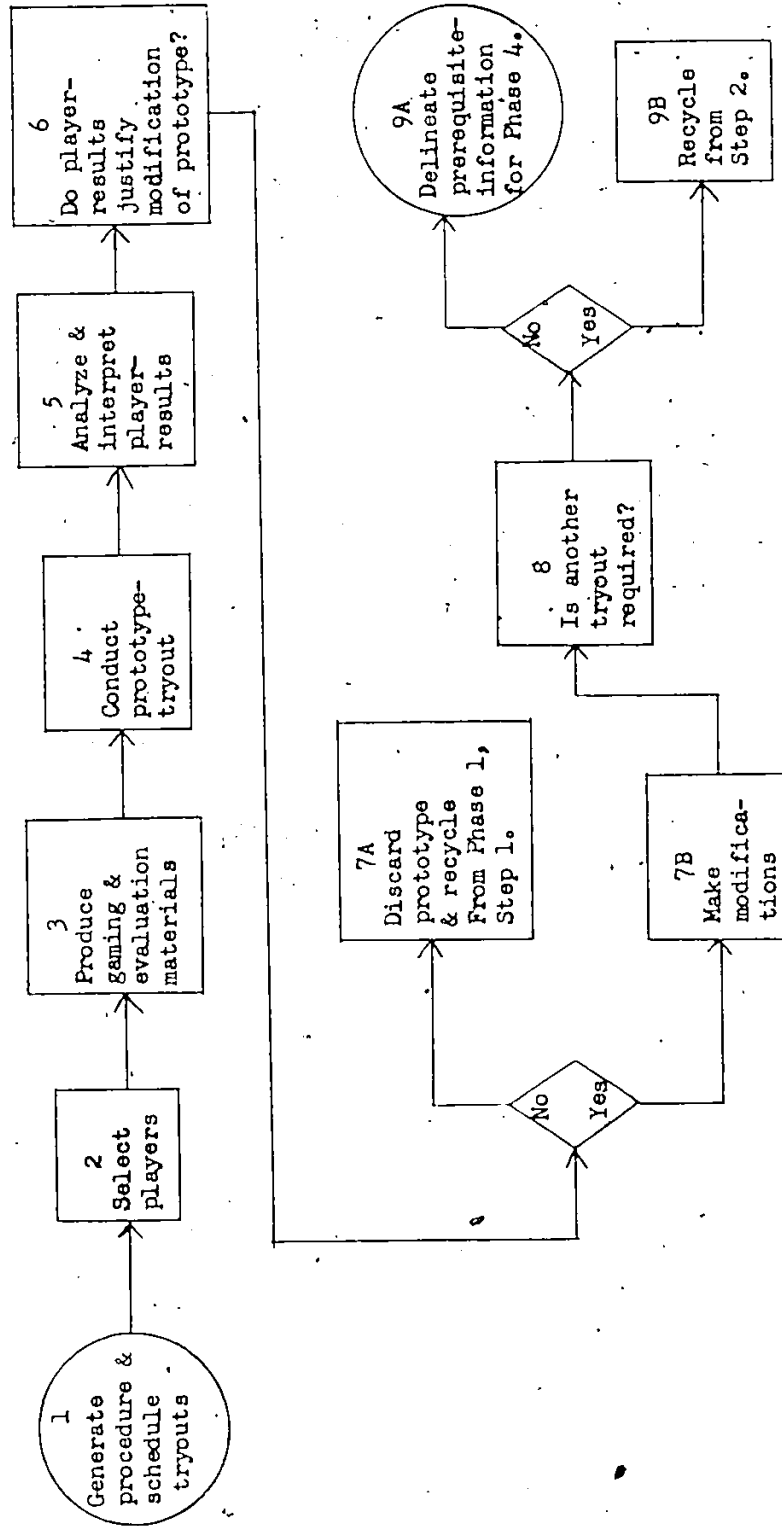 1
Generate
procedure &
schedule
tryouts
2
Select
players
3
Produce
gaming &
evaluation
materials
4
Conduct
prototype-
tryout
5
Analyze &
interpret
player-
results
6
Do player-
results
justify
modification
of prototype?
No
Yes
7A
Discard
prototype
& recycle
From Phase 1,
Step 1.
7B
Make
modifica-
tions
8
Is another
tryout
required?
No
Yes
9A
Delineate
prerequisite-
information
for Phase 4.
9B
Recycle
from
Step 2.